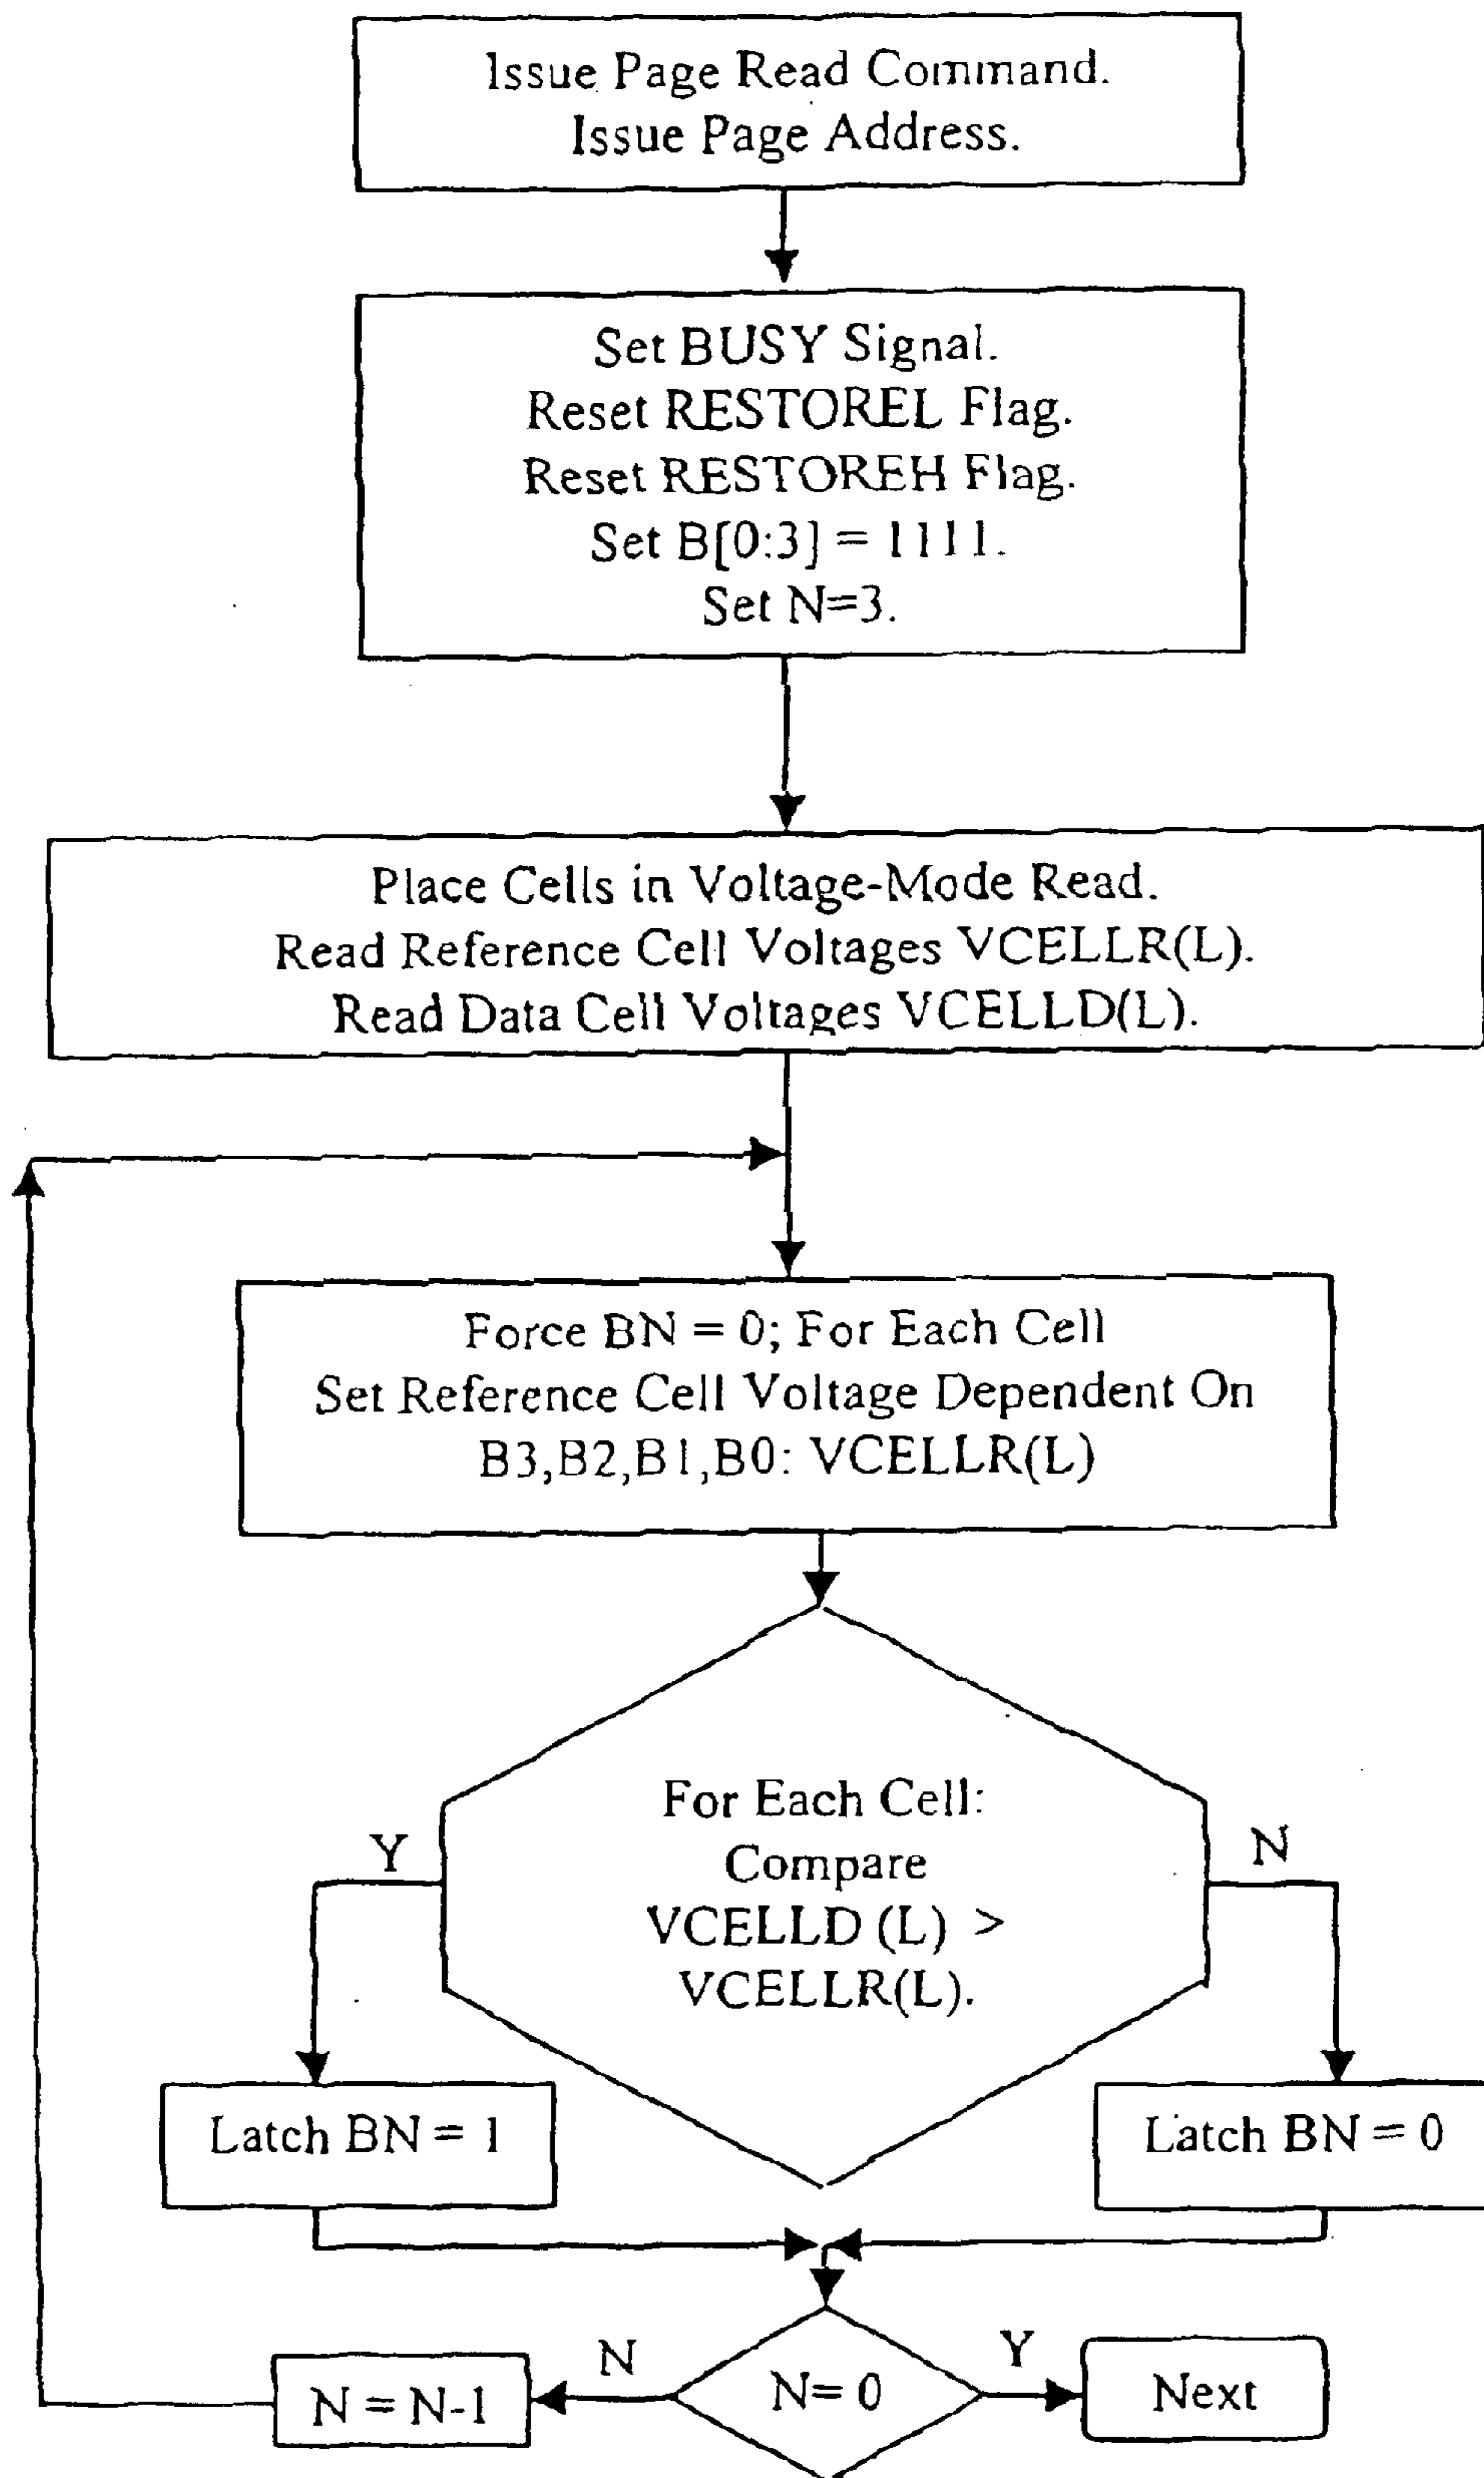 Issue Page Read Command.
Issue Page Address.
Set BUSY Signal.
Reset RESTOREL Flag.
Reset RESTOREH Flag.
Set B[0:3] = 1111.
Set N=3.
Place Cells in Voltage-Mode Read.
Read Reference Cell Voltages VCELLR(L).
Read Data Cell Voltages VCELLD(L).
Force BN = 0; For Each Cell
Set Reference Cell Voltage Dependent On
B3,B2,B1,B0: VCELLR(L)
For Each Cell:
Compare
VCELLD (L) >
VCELLR(L).
Y
N
Latch BN = 1
Latch BN = 0
N= 0
N
Y
N = N-1
Next